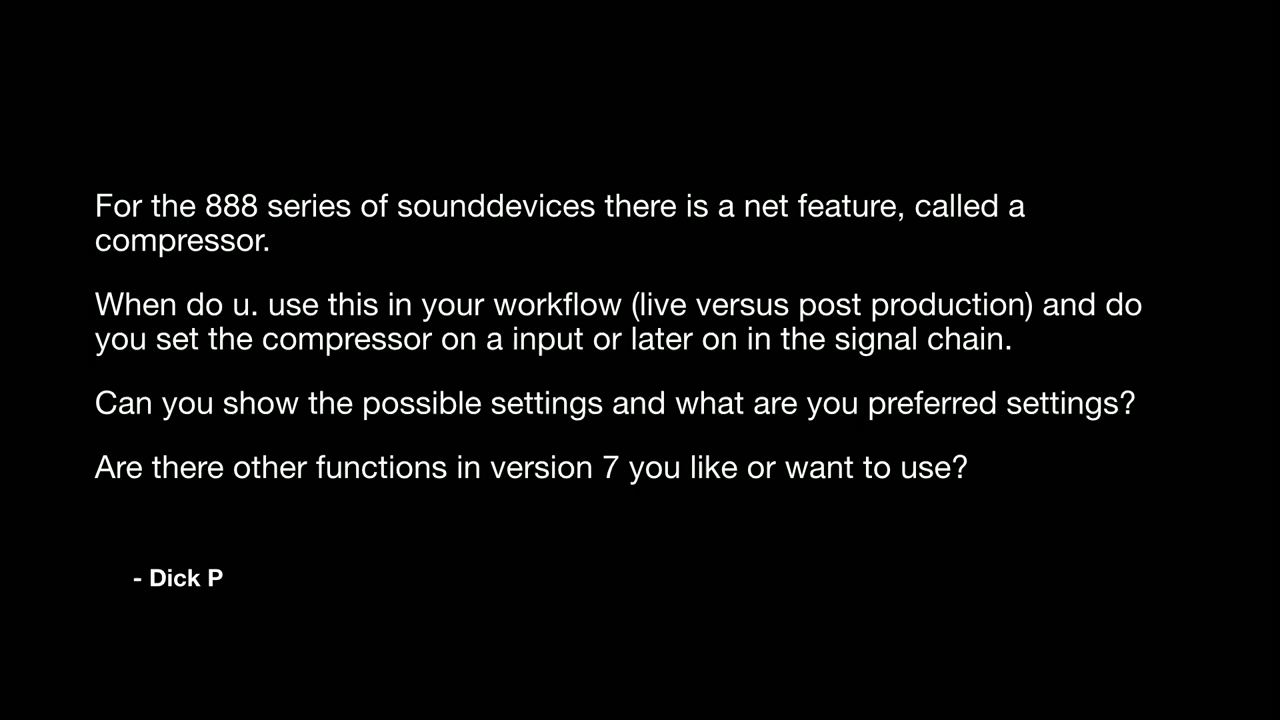 For the 888 series of sounddevices there is a net feature, called a
compressor.
When do u. use this in your workflow (live versus post production) and do
you set the compressor on a input or later on in the signal chain.
Can you show the possible settings and what are you preferred settings?
Are there other functions in version 7 you like or want to use?
- Dick P